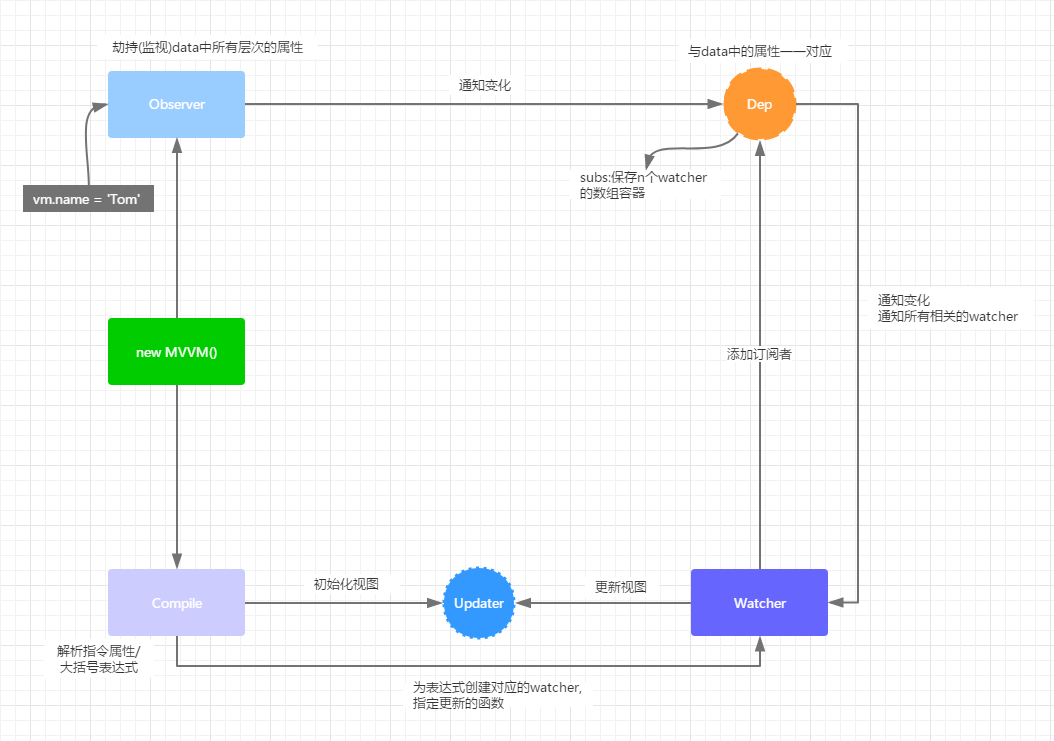 劫持(监视)data中所有层次的属性
与data中的属性一一对应
Observer
通知变化
Dep
subs:保存n个watcher
的数组容器
vm.name = 'Tom'
通知变化
通知所有相关的watcher
new MVVM()
添加订阅者
初始化视图
更新视图
Compile
Updater
Watcher
解析指令属性/
大括号表达式
为表达式创建对应的watcher,
指定更新的函数